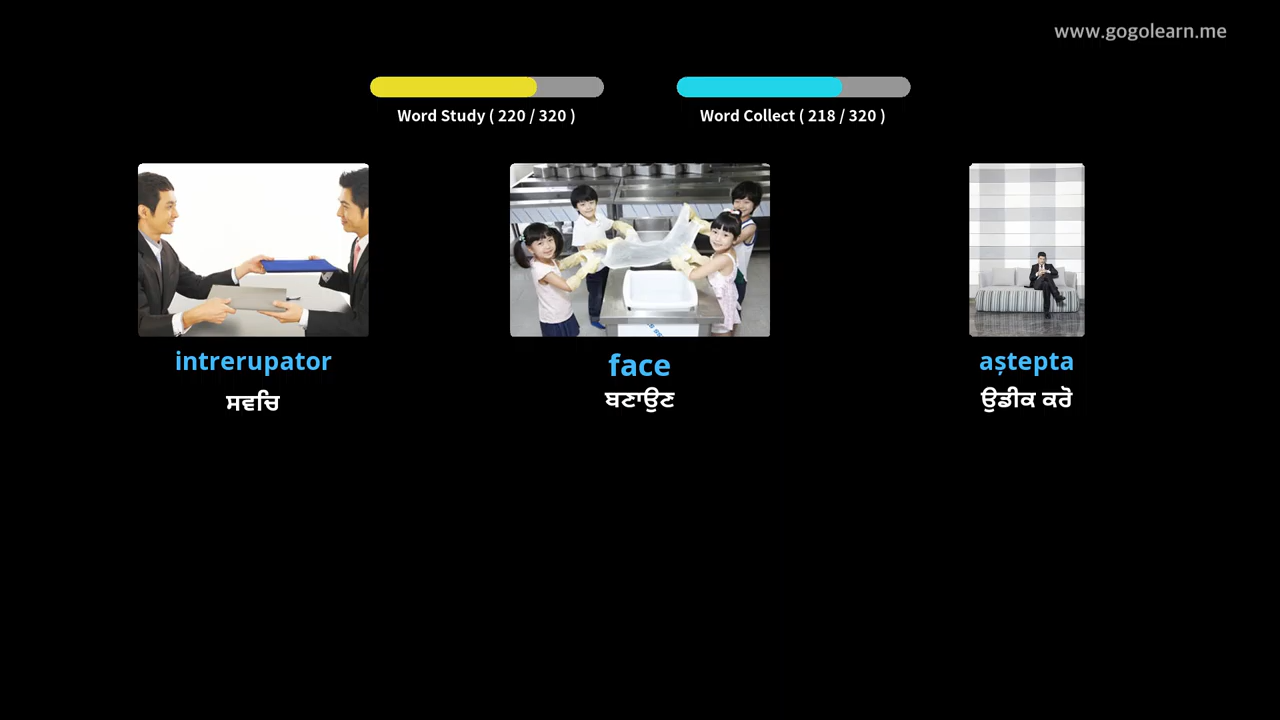 www.gogolearn.me
Word Study ( 220 / 320 )
Word Collect ( 218 / 320 )
intrerupator
face
aștepta
ਸਵਿਚ
ਬਣਾਉਣ
ਉਡੀਕ ਕਰੋ